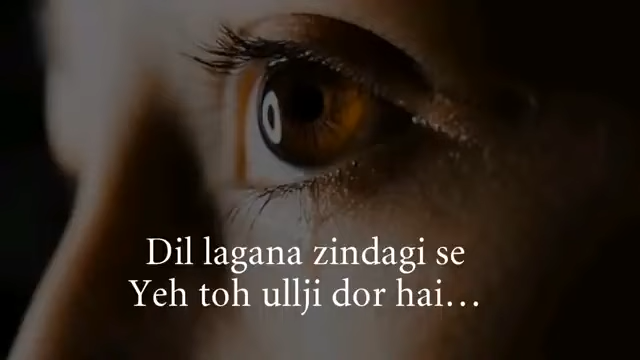 Dil lagana zindagi se
Yeh toh ullji dor hai...